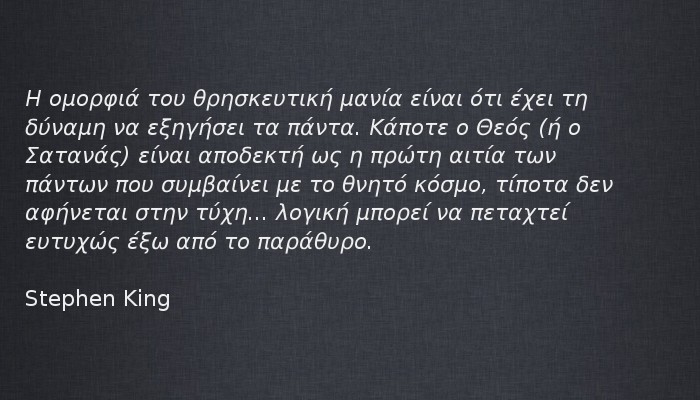 Η ομορφιά του θρησκευτική μανία είναι ότι έχει τη
δύναμη να εξηγήσει τα πάντα. Κάποτε ο Θεός (ή ο
Σατανάς) είναι αποδεκτή ως η πρώτη αιτία των
πάντων που συμβαίνει με το θνητό κόσμο, τίποτα δεν
αφήνεται στην τύχη... λογική μπορεί να πεταχτεί
ευτυχώς έξω από το παράθυρο.
Stephen King